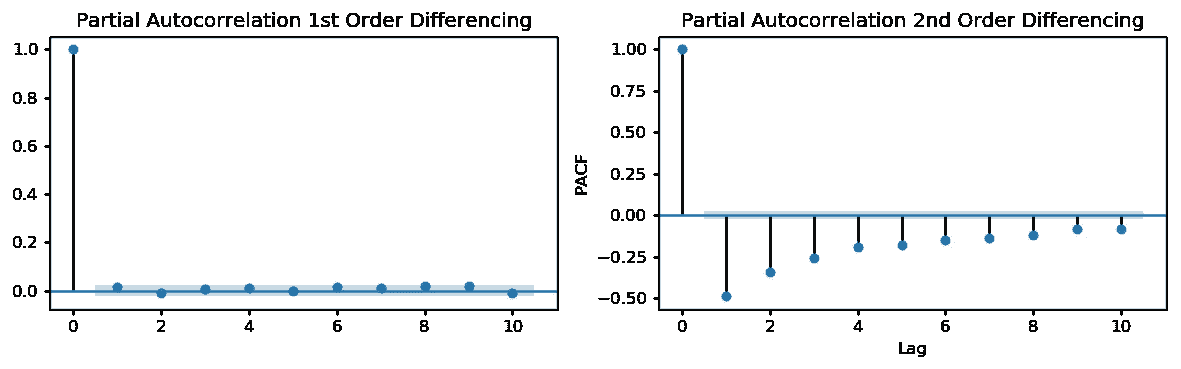 Partial Autocorrelation 1st Order Differencing
1.0
0.8
0.6
0.4
0.2
0.0
0 2 4 6 8 10
Partial Autocorrelation 2nd Order Differencing
PACF
1.00
0.75
0.50
0.25
0.00
−0.25
−0.50
0 2 4 6 8 10
Lag